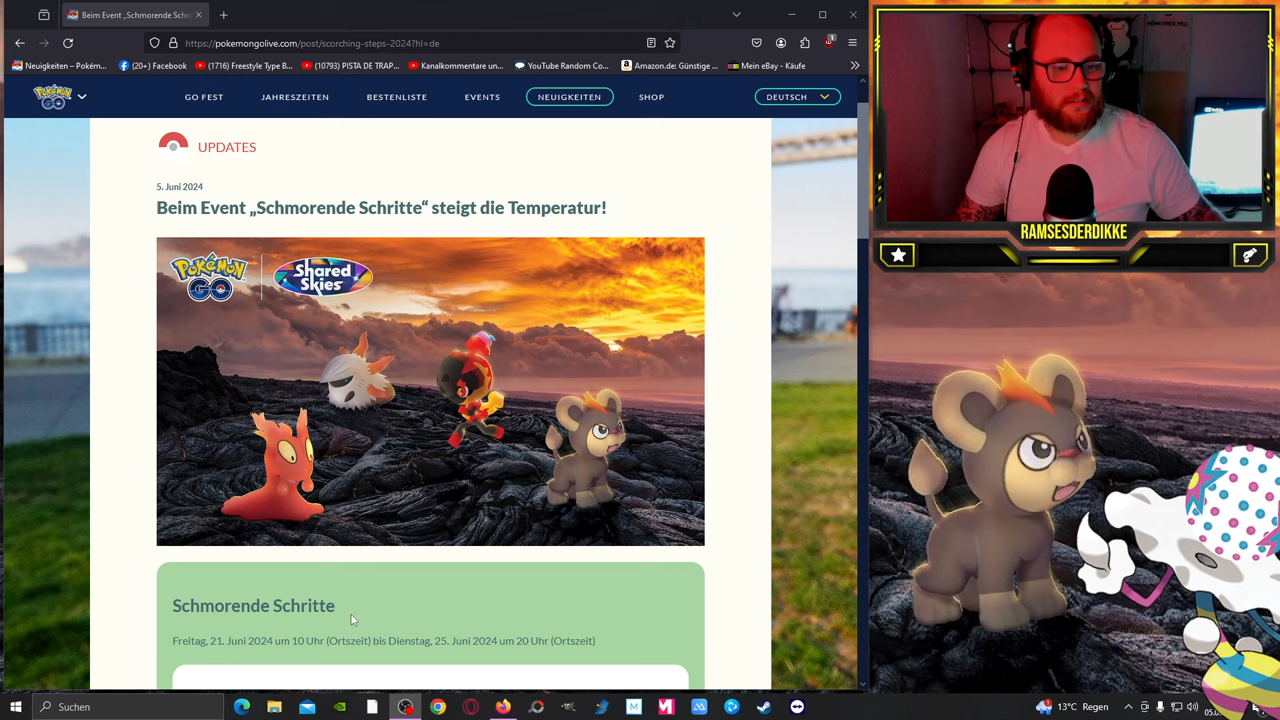 Beim Event „Schmorende Schri
https://pokemongolive.com/post/scorching-steps-2024?hl=de
Neuigkeiten – Pokém...
(20+) Facebook
(1716) Freestyle Type B...
(10793) PISTA DE TRAP...
Kanalkommentare un...
YouTube Random Co...
Amazon.de: Günstige ...
Mein eBay - Käufe
POKÉMON GO
GO FEST
JAHRESZEITEN
BESTENLISTE
EVENTS
NEUIGKEITEN
SHOP
DEUTSCH
UPDATES
5. Juni 2024
Beim Event „Schmorende Schritte“ steigt die Temperatur!
POKÉMON GO
Shared
Skies
Schmorende Schritte
Freitag, 21. Juni 2024 um 10 Uhr (Ortszeit) bis Dienstag, 25. Juni 2024 um 20 Uhr (Ortszeit)
RAMSESDERDIKKE
Suchen
13°C Regen